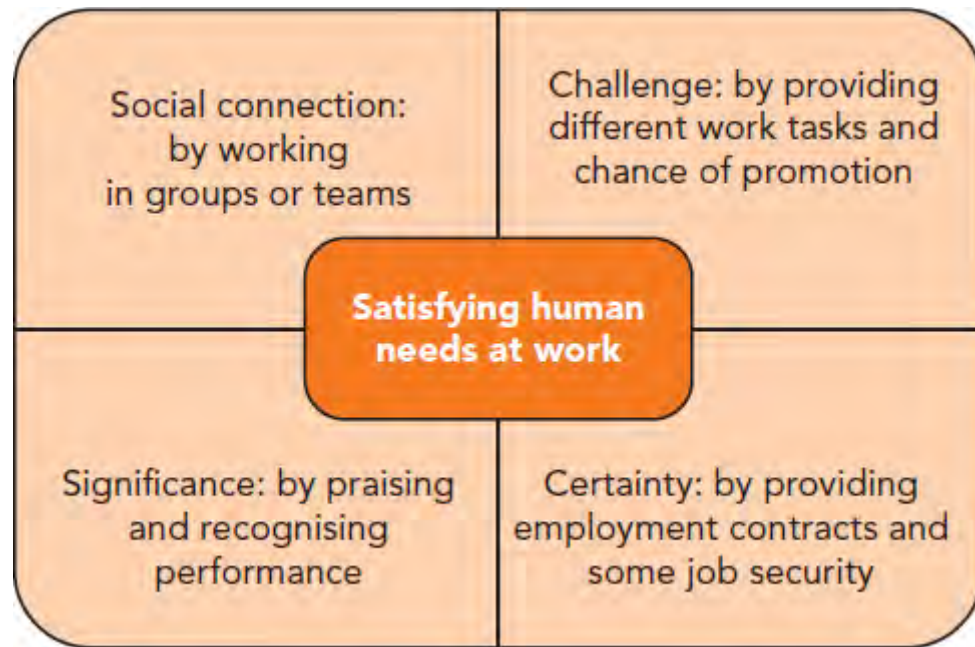 Social connection:
by working
in groups or teams
Challenge: by providing
different work tasks and
chance of promotion
Satisfying human
needs at work
Significance: by praising
and recognising
performance
Certainty: by providing
employment contracts and
some job security